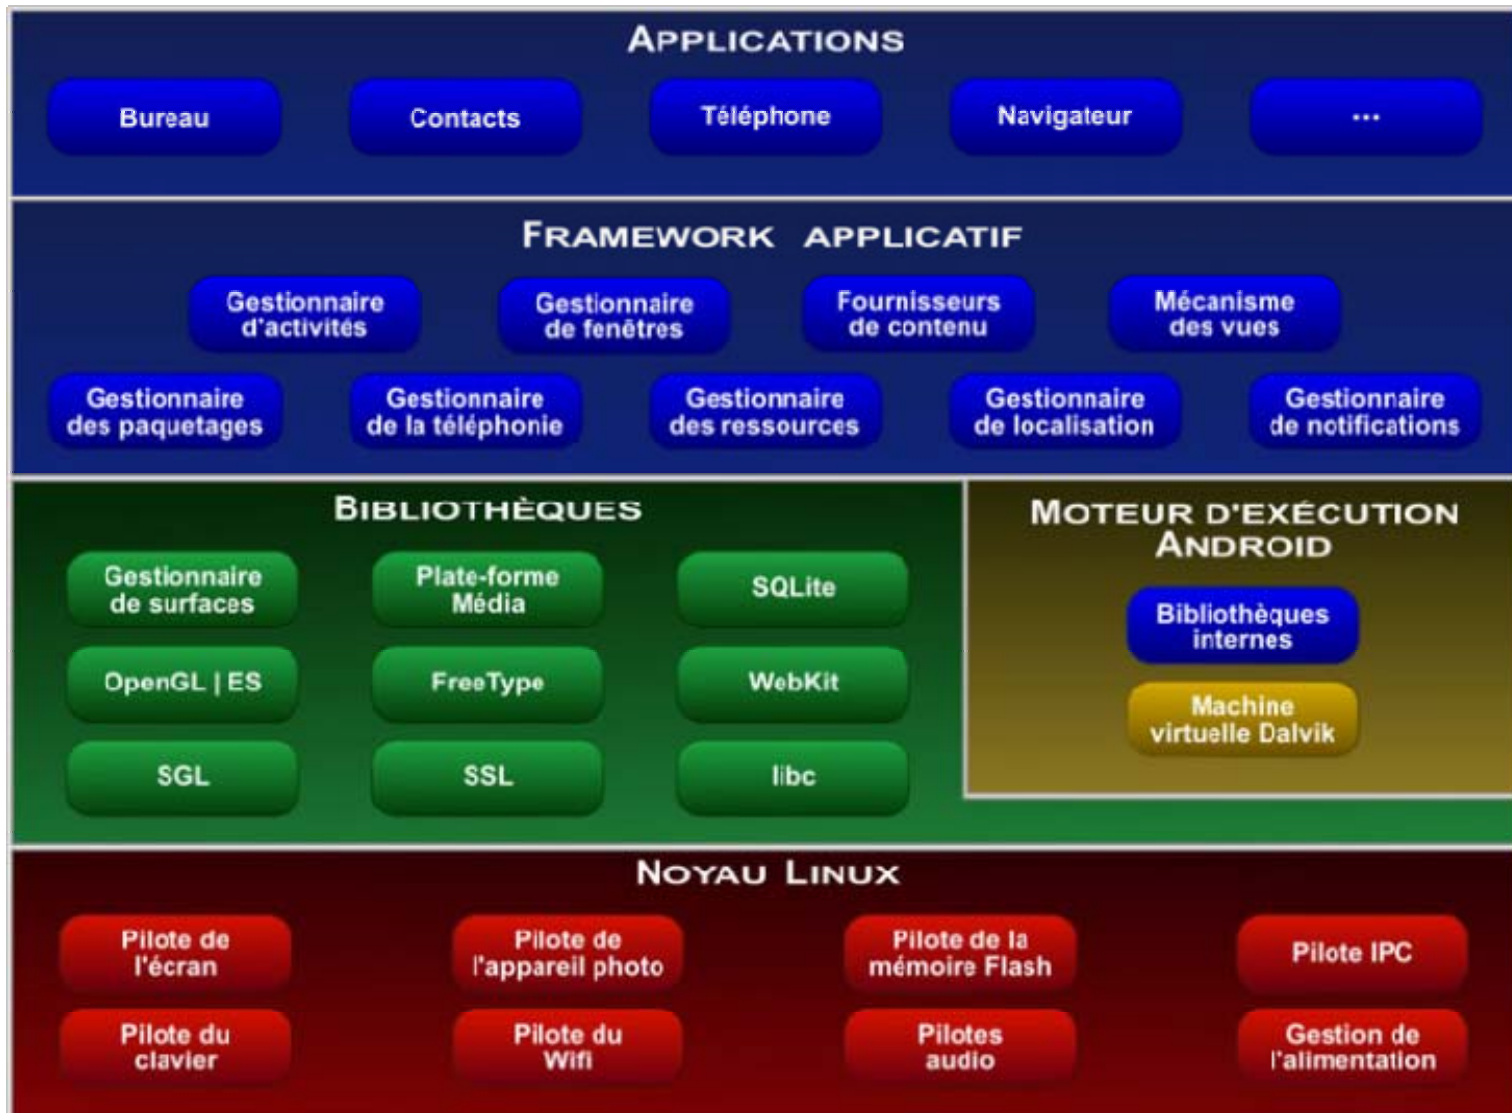 APPLICATIONS
Bureau
Contacts
Téléphone
Navigateur
...
FRAMEWORK APPLICATIF
Gestionnaire
d'activités
Gestionnaire
de fenêtres
Fournisseurs
de contenu
Mécanisme
des vues
Gestionnaire
des paquetages
Gestionnaire
de la téléphonie
Gestionnaire
des ressources
Gestionnaire
de localisation
Gestionnaire
de notifications
BIBLIOTHÈQUES
Gestionnaire
de surfaces
Plate-forme
Média
SQLite
OpenGL | ES
FreeType
WebKit
SGL
SSL
libc
MOTEUR D'EXÉCUTION
ANDROID
Bibliothèques
internes
Machine
virtuelle Dalvik
NOYAU LINUX
Pilote de
l'écran
Pilote de
l'appareil photo
Pilote de la
mémoire Flash
Pilote IPC
Pilote du
clavier
Pilote du
Wifi
Pilotes
audio
Gestion de
l'alimentation